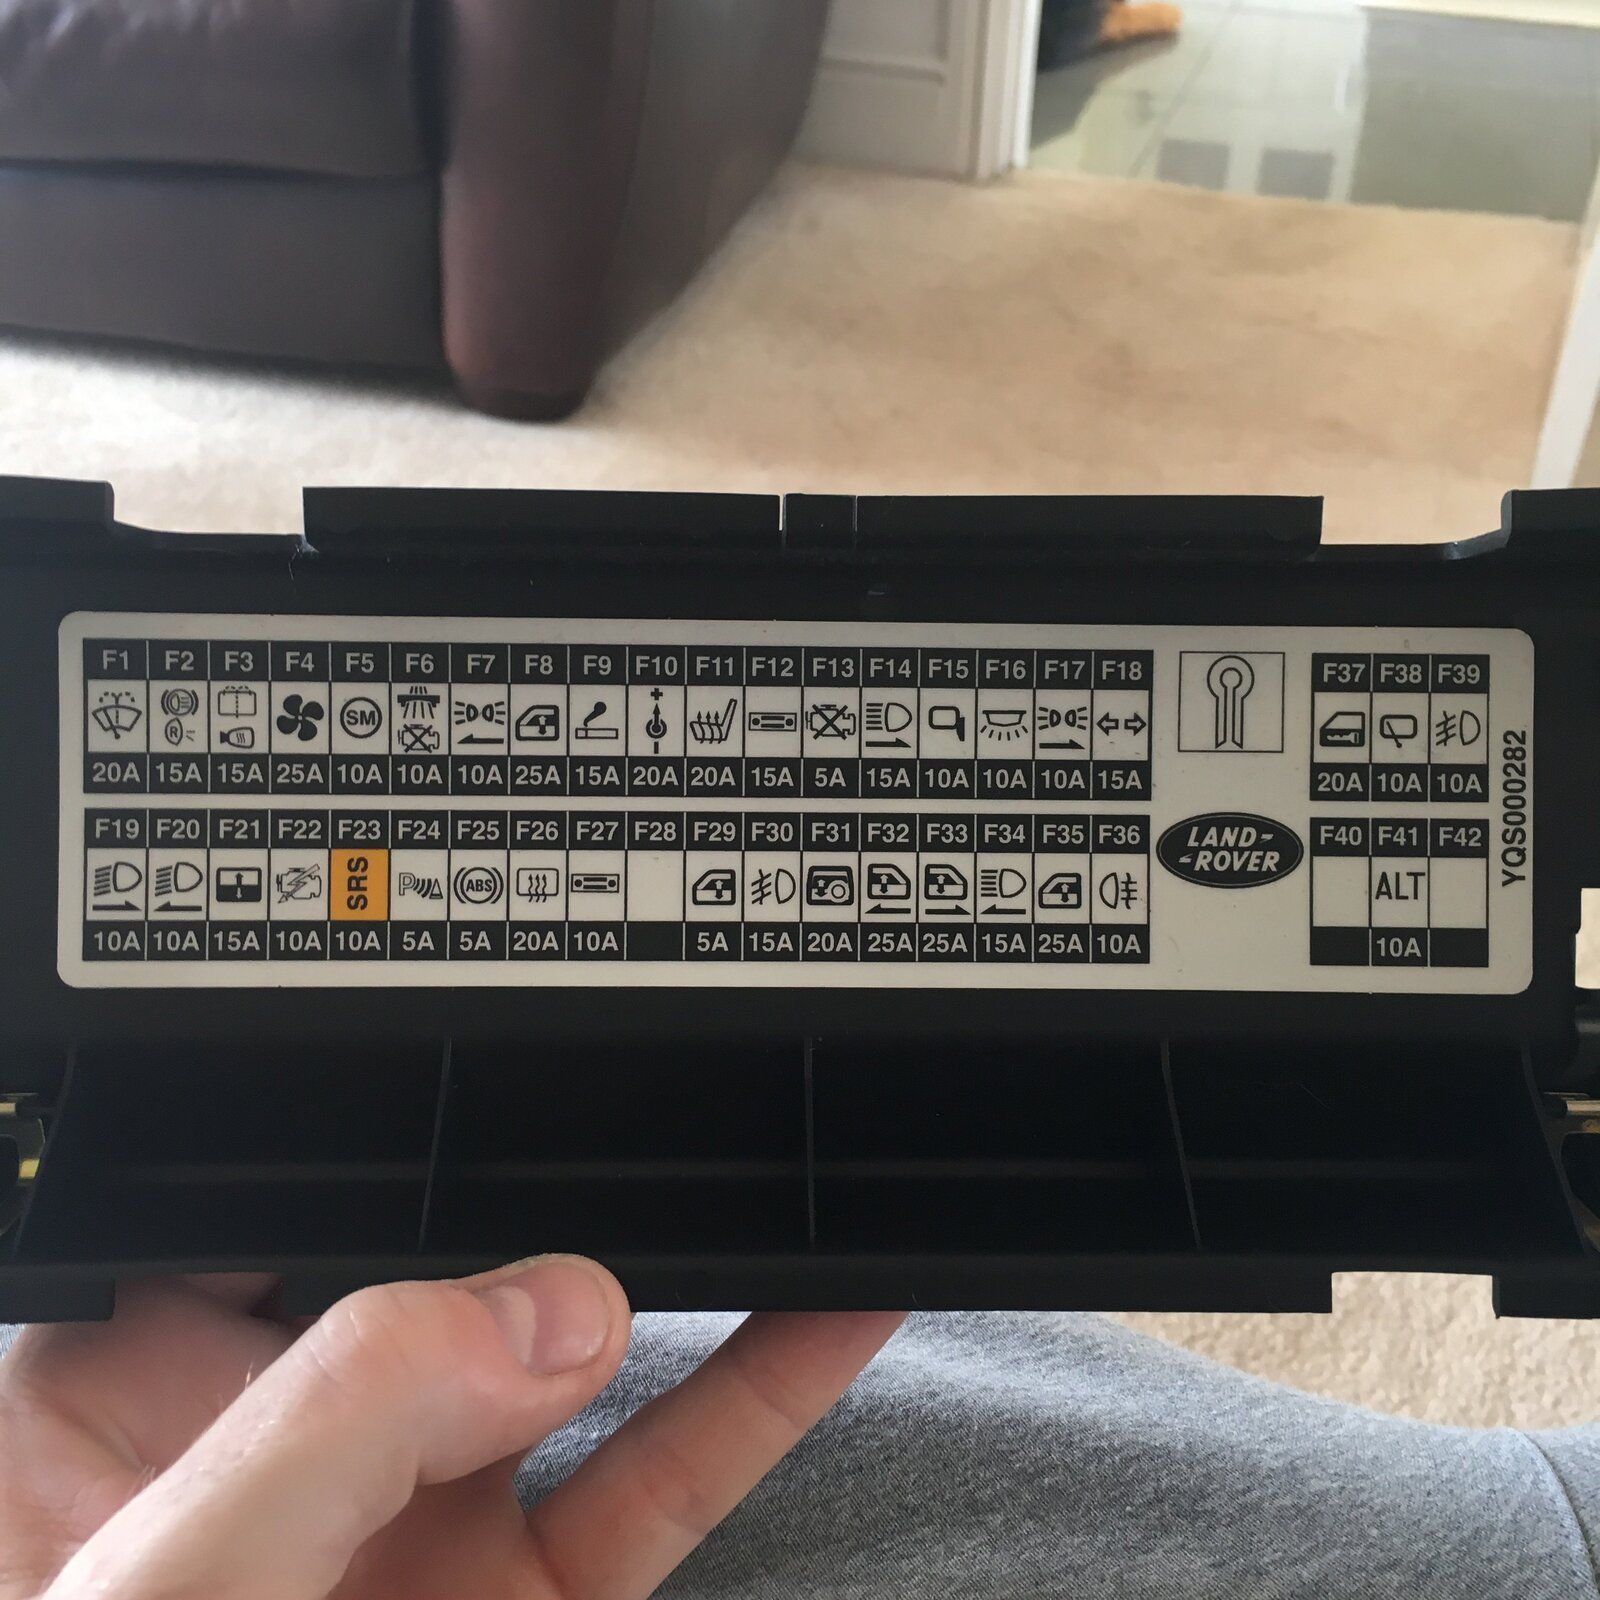 F1 F2 F3 F4 F5 F6 F7 F8 F9 F10 F11 F12 F13 F14 F15 F16 F17 F18
R SM + -
20A 15A 15A 25A 10A 10A 10A 25A 15A 20A 20A 15A 5A 15A 10A 10A 10A 15A
F19 F20 F21 F22 F23 F24 F25 F26 F27 F28 F29 F30 F31 F32 F33 F34 F35 F36
SRS P ABS
10A 10A 15A 10A 10A 5A 5A 20A 10A 5A 15A 20A 25A 25A 15A 25A 10A
LAND-
-ROVER
F37 F38 F39
20A 10A 10A
F40 F41 F42
ALT
10A
YQS000282